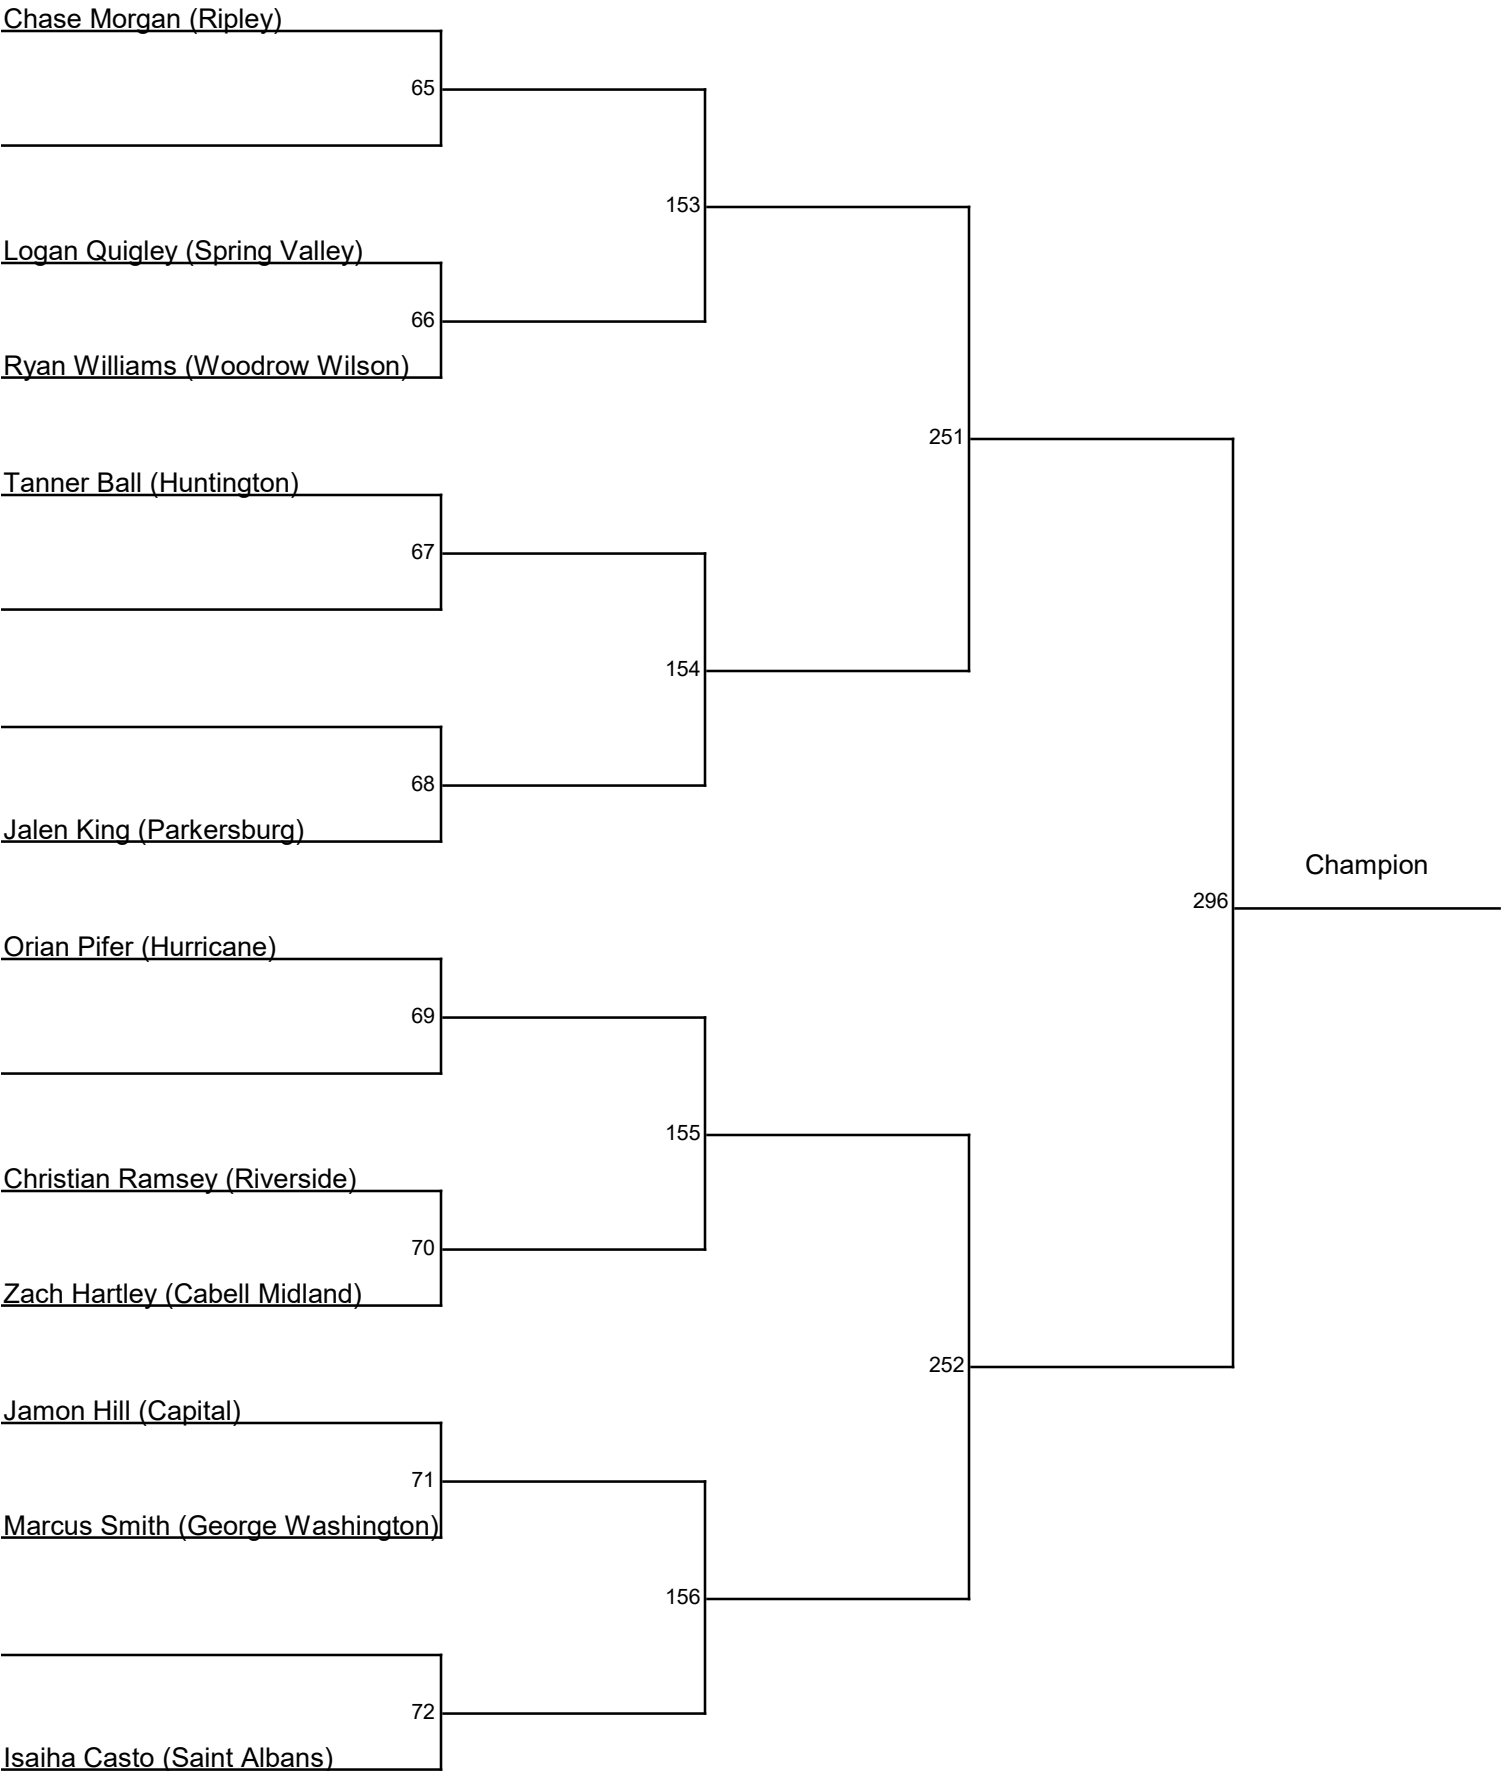 Chase Morgan (Ripley)
65
153
Logan Quigley (Spring Valley)
66
Ryan Williams (Woodrow Wilson)
251
Tanner Ball (Huntington)
67
154
68
Jalen King (Parkersburg)
Champion
296
Orian Pifer (Hurricane)
69
155
Christian Ramsey (Riverside)
70
Zach Hartley (Cabell Midland)
252
Jamon Hill (Capital)
71
Marcus Smith (George Washington)
156
72
Isaiha Casto (Saint Albans)